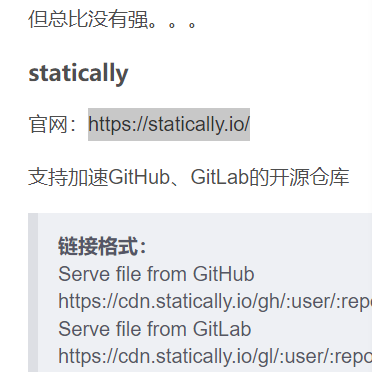 但总比没有强。。。
statically
官网：https://statically.io/
支持加速GitHub、GitLab的开源仓库
链接格式：
Serve file from GitHub
https://cdn.statically.io/gh/:user/:repo
Serve file from GitLab
https://cdn.statically.io/gl/:user/:repo